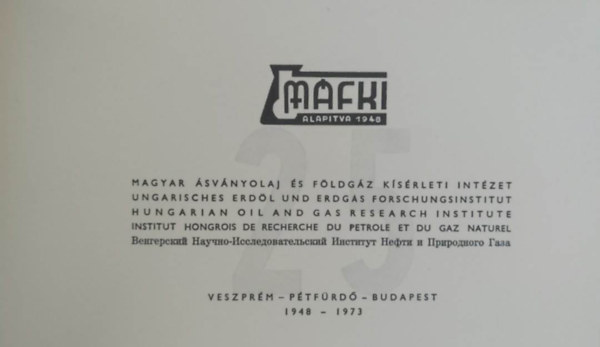 MÁFKI
ALAPÍTVA 1948
25
MAGYAR ÁSVÁNYOLAJ ÉS FÖLDGÁZ KÍSÉRLETI INTÉZET
UNGARISCHES ERDÖL UND ERDGAS FORSCHUNGSINSTITUT
HUNGARIAN OIL AND GAS RESEARCH INSTITUTE
INSTITUT HONGROIS DE RECHERCHE DU PETROLE ET DU GAZ NATUREL
Венгерский Научно-Исследовательский Институт Нефти и Природного Газа
VESZPRÉM – PÉTFÜRDŐ – BUDAPEST
1948 – 1973